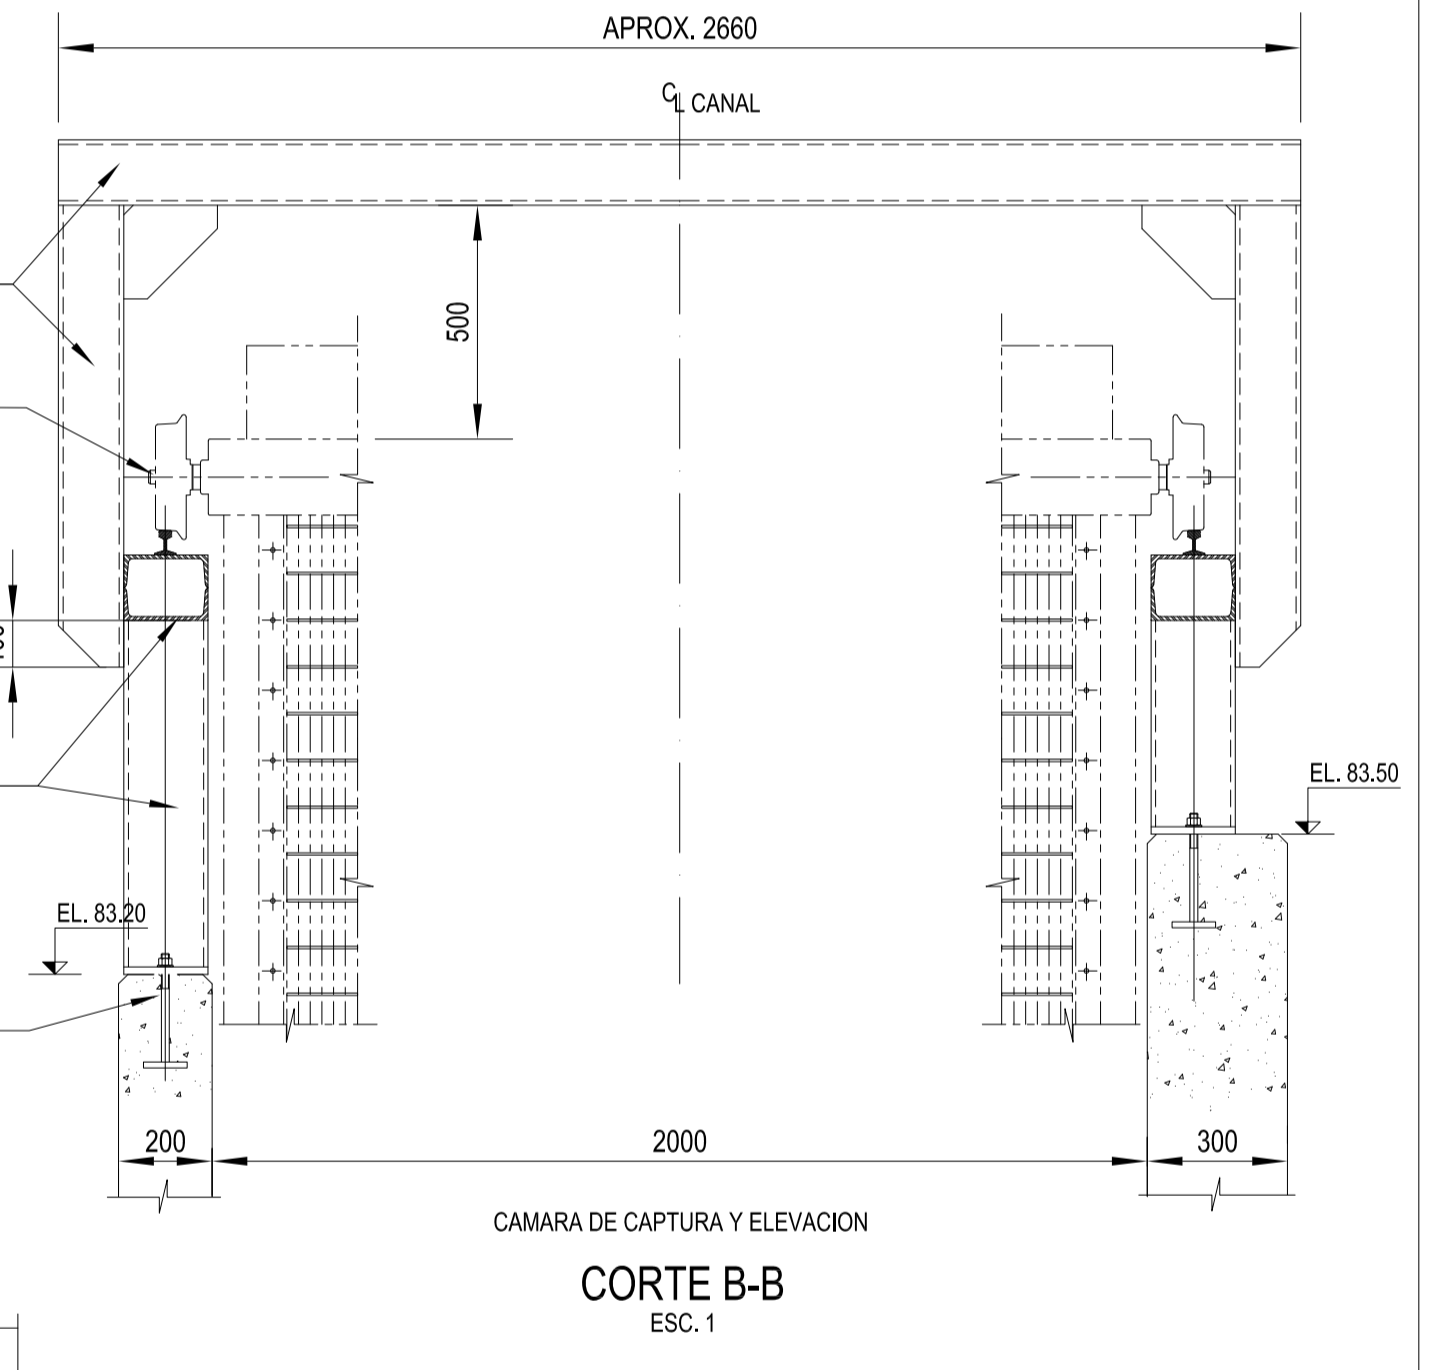 APROX. 2660
CL CANAL
500
EL. 83.50
EL. 83.20
200
2000
300
CAMARA DE CAPTURA Y ELEVACION
CORTE B-B
ESC. 1